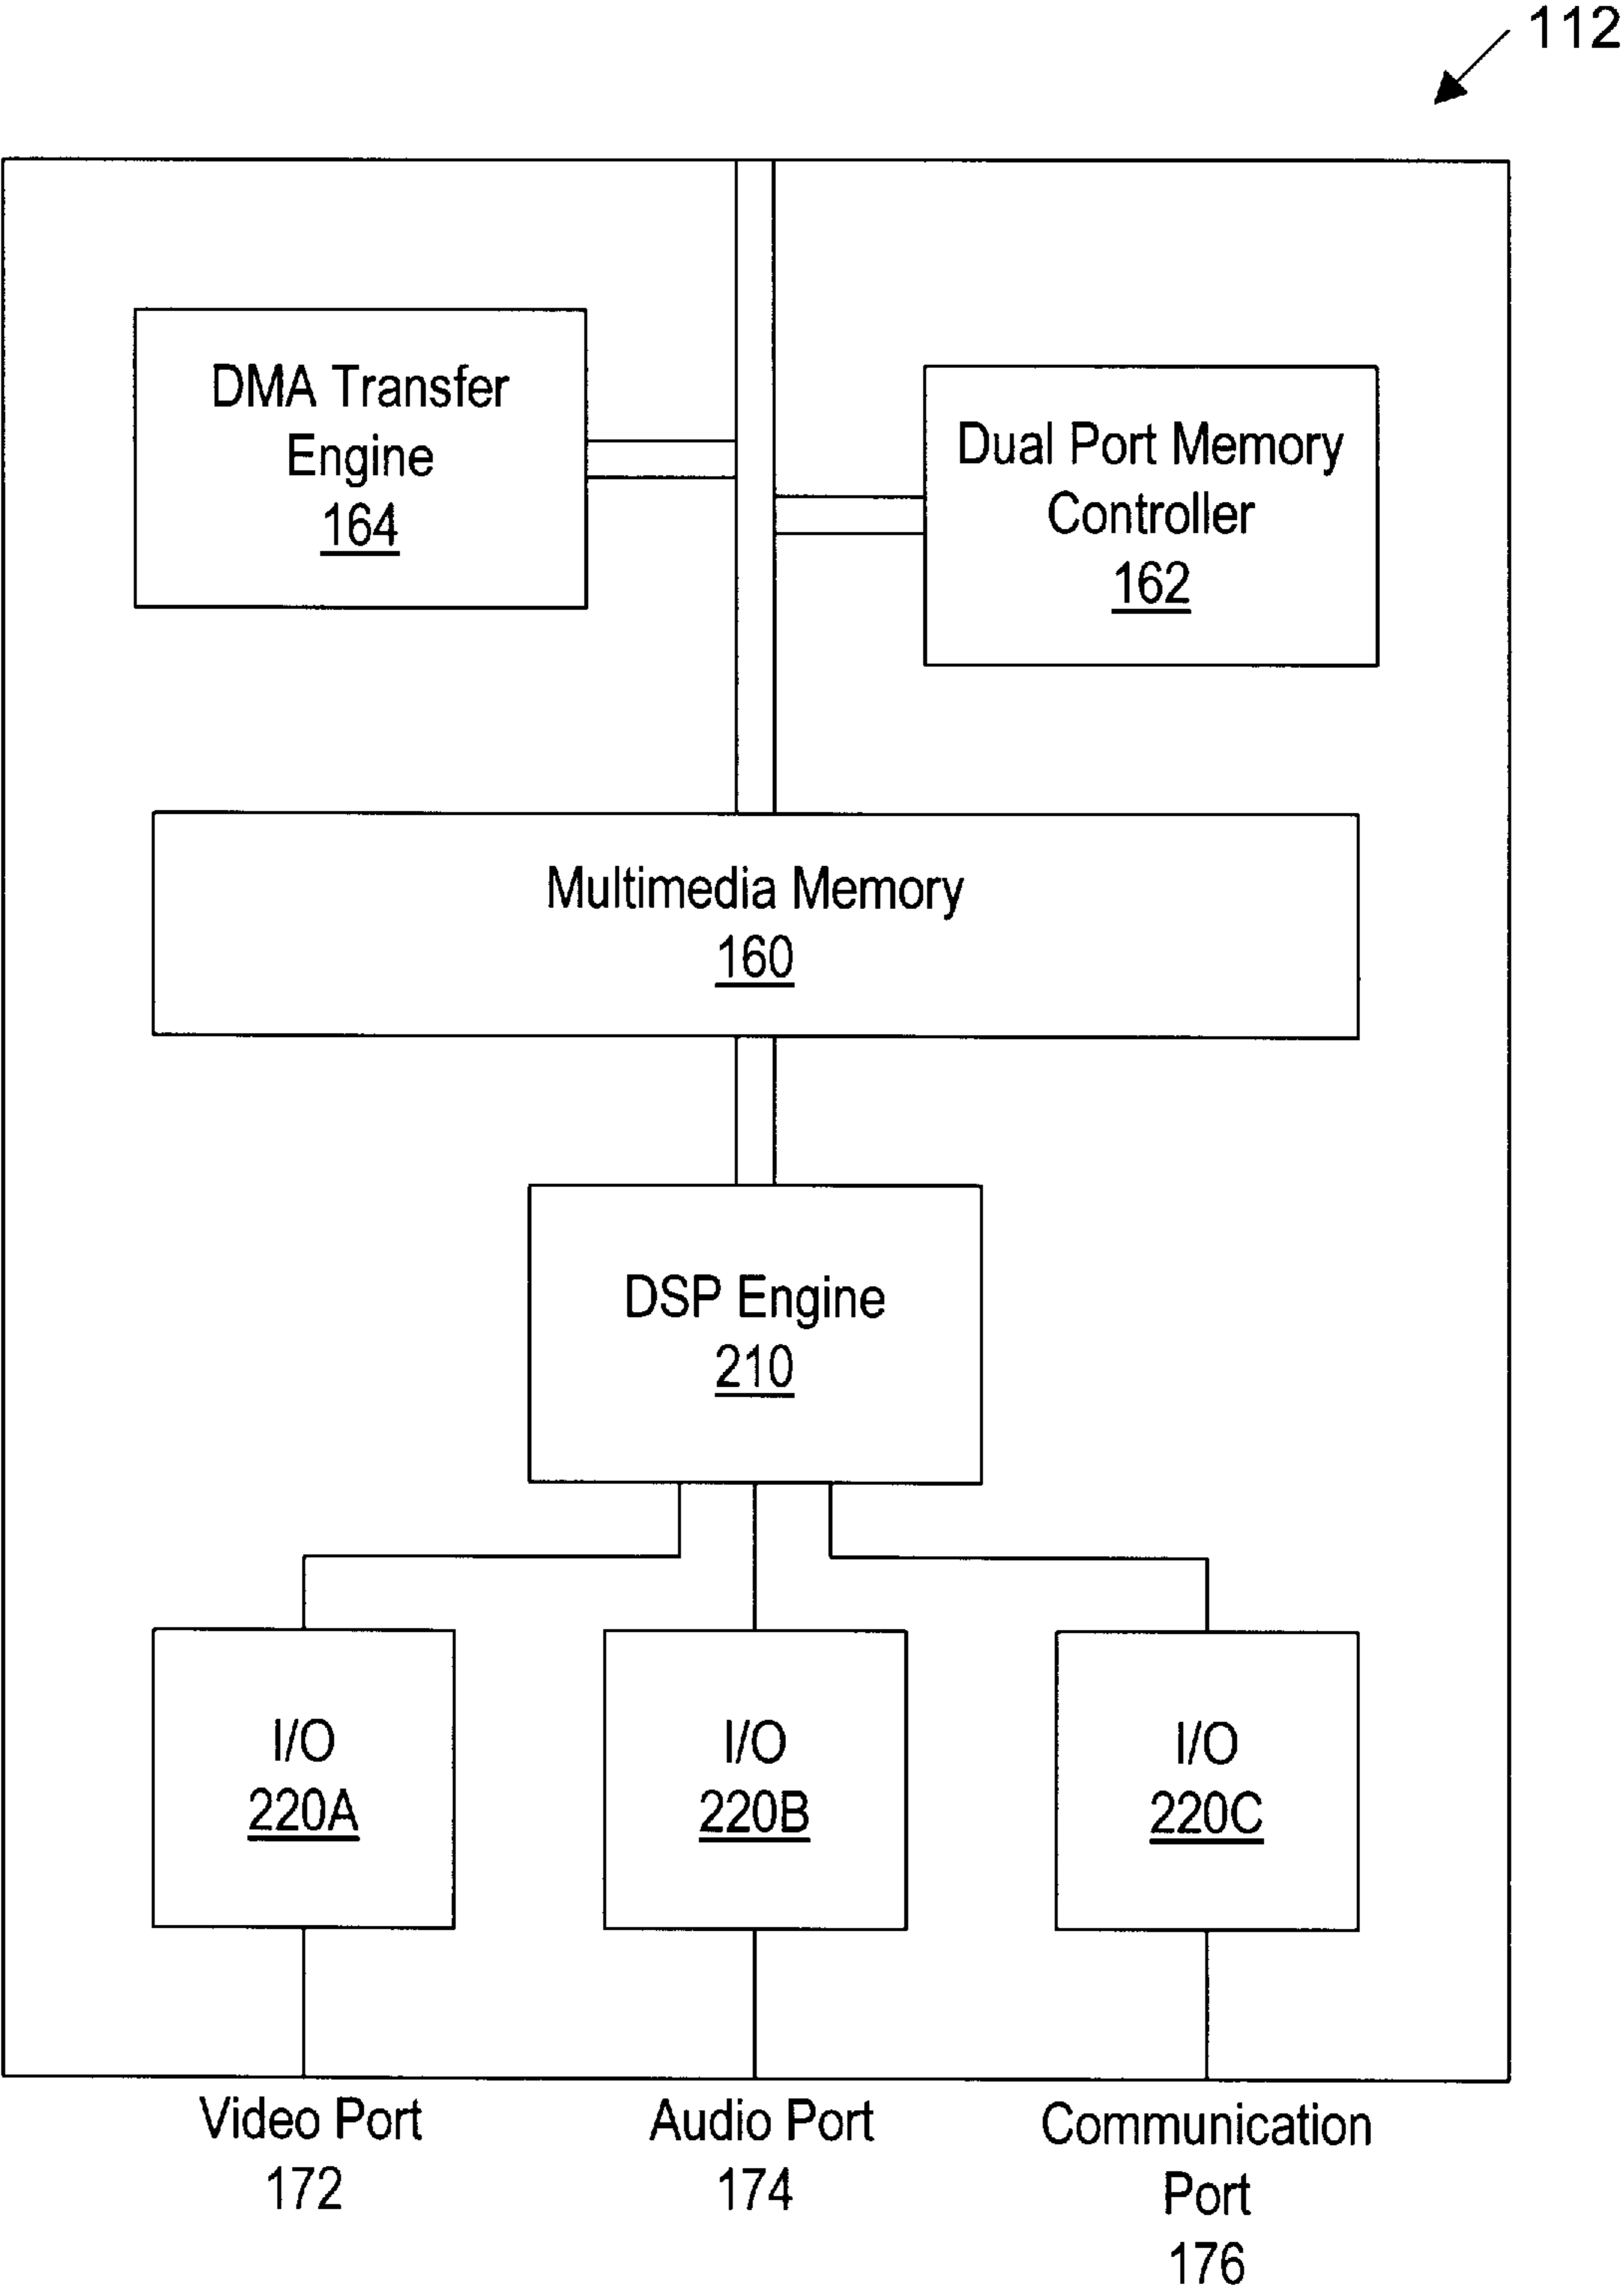 112
DMA Transfer
Engine
164
Dual Port Memory
Controller
162
Multimedia Memory
160
DSP Engine
210
I/O
220A
I/O
220B
I/O
220C
Video Port
172
Audio Port
174
Communication
Port
176